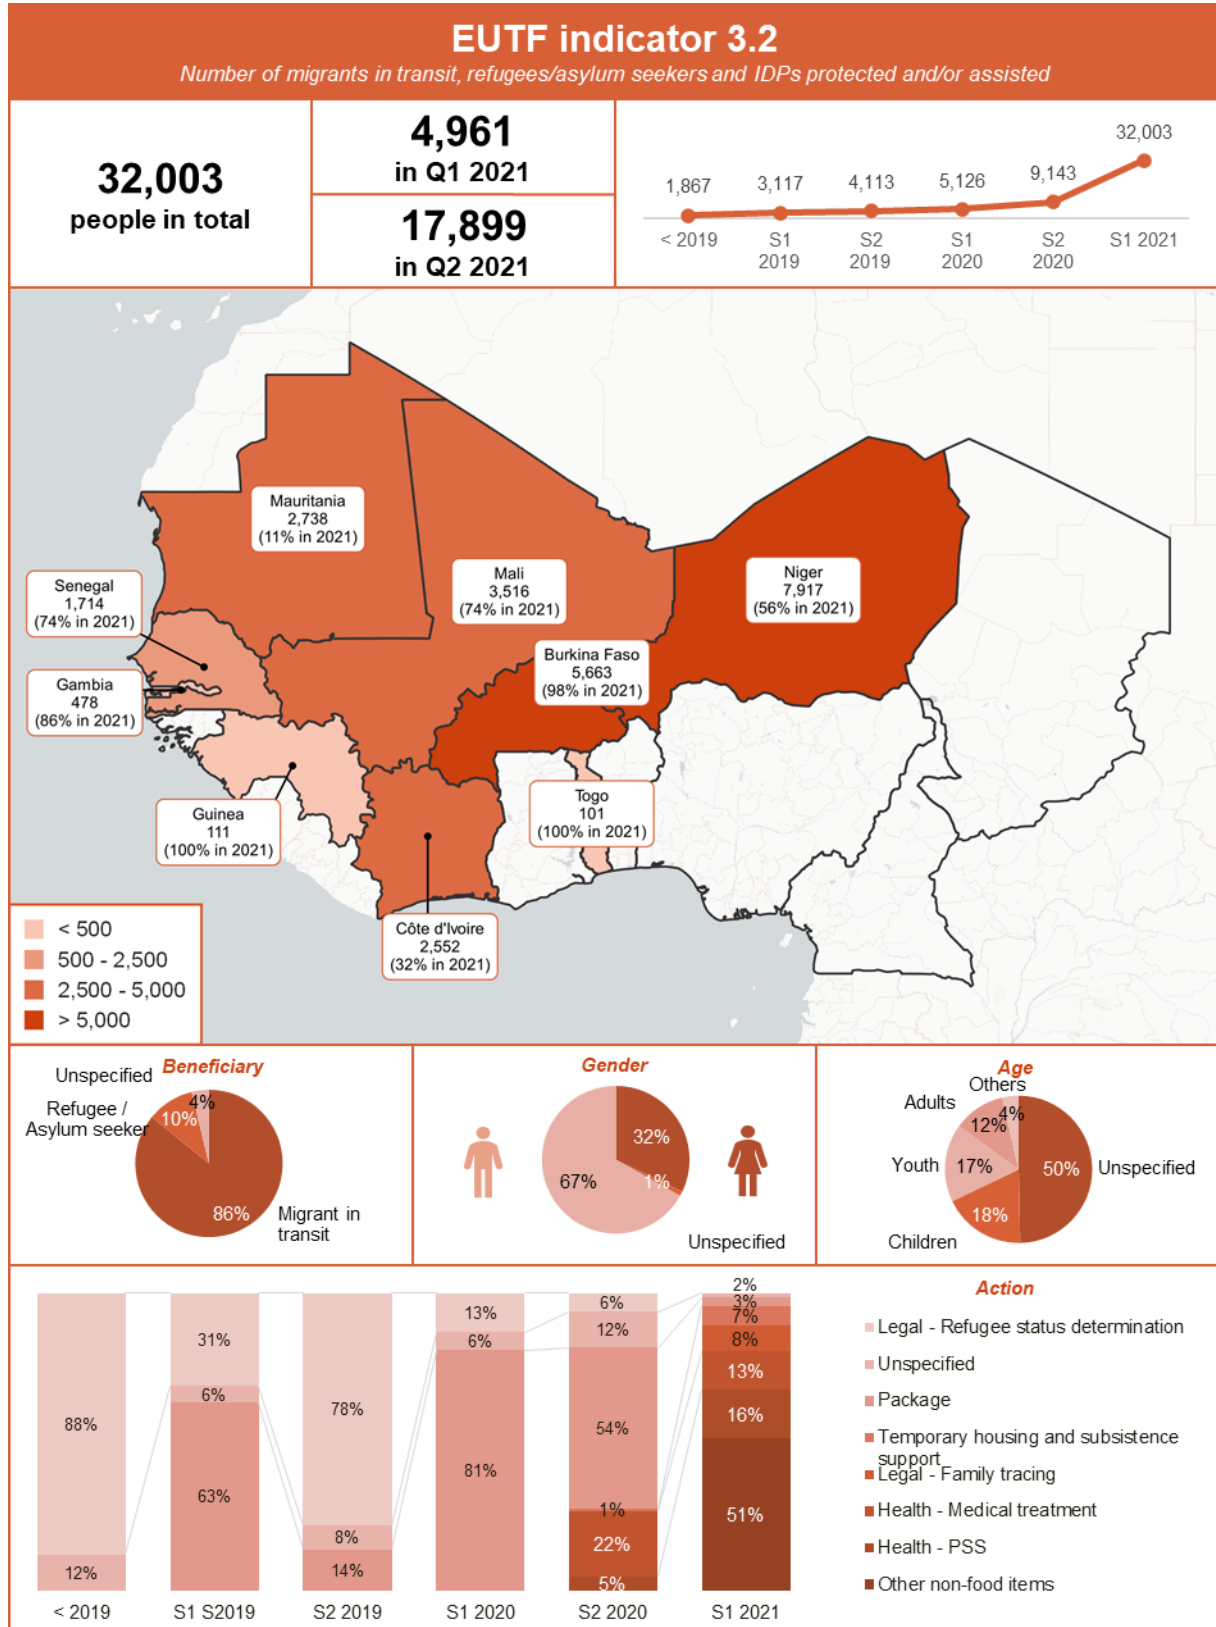 EUTF indicator 3.2
Number of migrants in transit, refugees/asylum seekers and IDPs protected and/or assisted
32,003
people in total
4,961
in Q1 2021
17,899
in Q2 2021
1,867
3,117
4,113
5,126
9,143
32,003
< 2019
S1
2019
S2
2019
S1
2020
S2
2020
S1 2021
Mauritania
2,738
(11% in 2021)
Mali
3,516
(74% in 2021)
Niger
7,917
(56% in 2021)
Senegal
1,714
(74% in 2021)
Burkina Faso
5,663
(98% in 2021)
Gambia
478
(86% in 2021)
Guinea
111
(100% in 2021)
Togo
101
(100% in 2021)
Côte d'Ivoire
2,552
(32% in 2021)
< 500
500 - 2,500
2,500 - 5,000
> 5,000
Beneficiary
Unspecified
4%
Refugee /
Asylum seeker
10%
86%
Migrant in
transit
Gender
32%
1%
67%
Unspecified
Age
Others
4%
Adults
12%
Youth
17%
50%
Unspecified
18%
Children
Action
88%
12%
31%
6%
63%
78%
8%
14%
13%
6%
81%
6%
12%
54%
1%
22%
5%
2%
3%
7%
8%
13%
16%
51%
< 2019
S1 S2019
S2 2019
S1 2020
S2 2020
S1 2021
Legal - Refugee status determination
Unspecified
Package
Temporary housing and subsistence
support
Legal - Family tracing
Health - Medical treatment
Health - PSS
Other non-food items